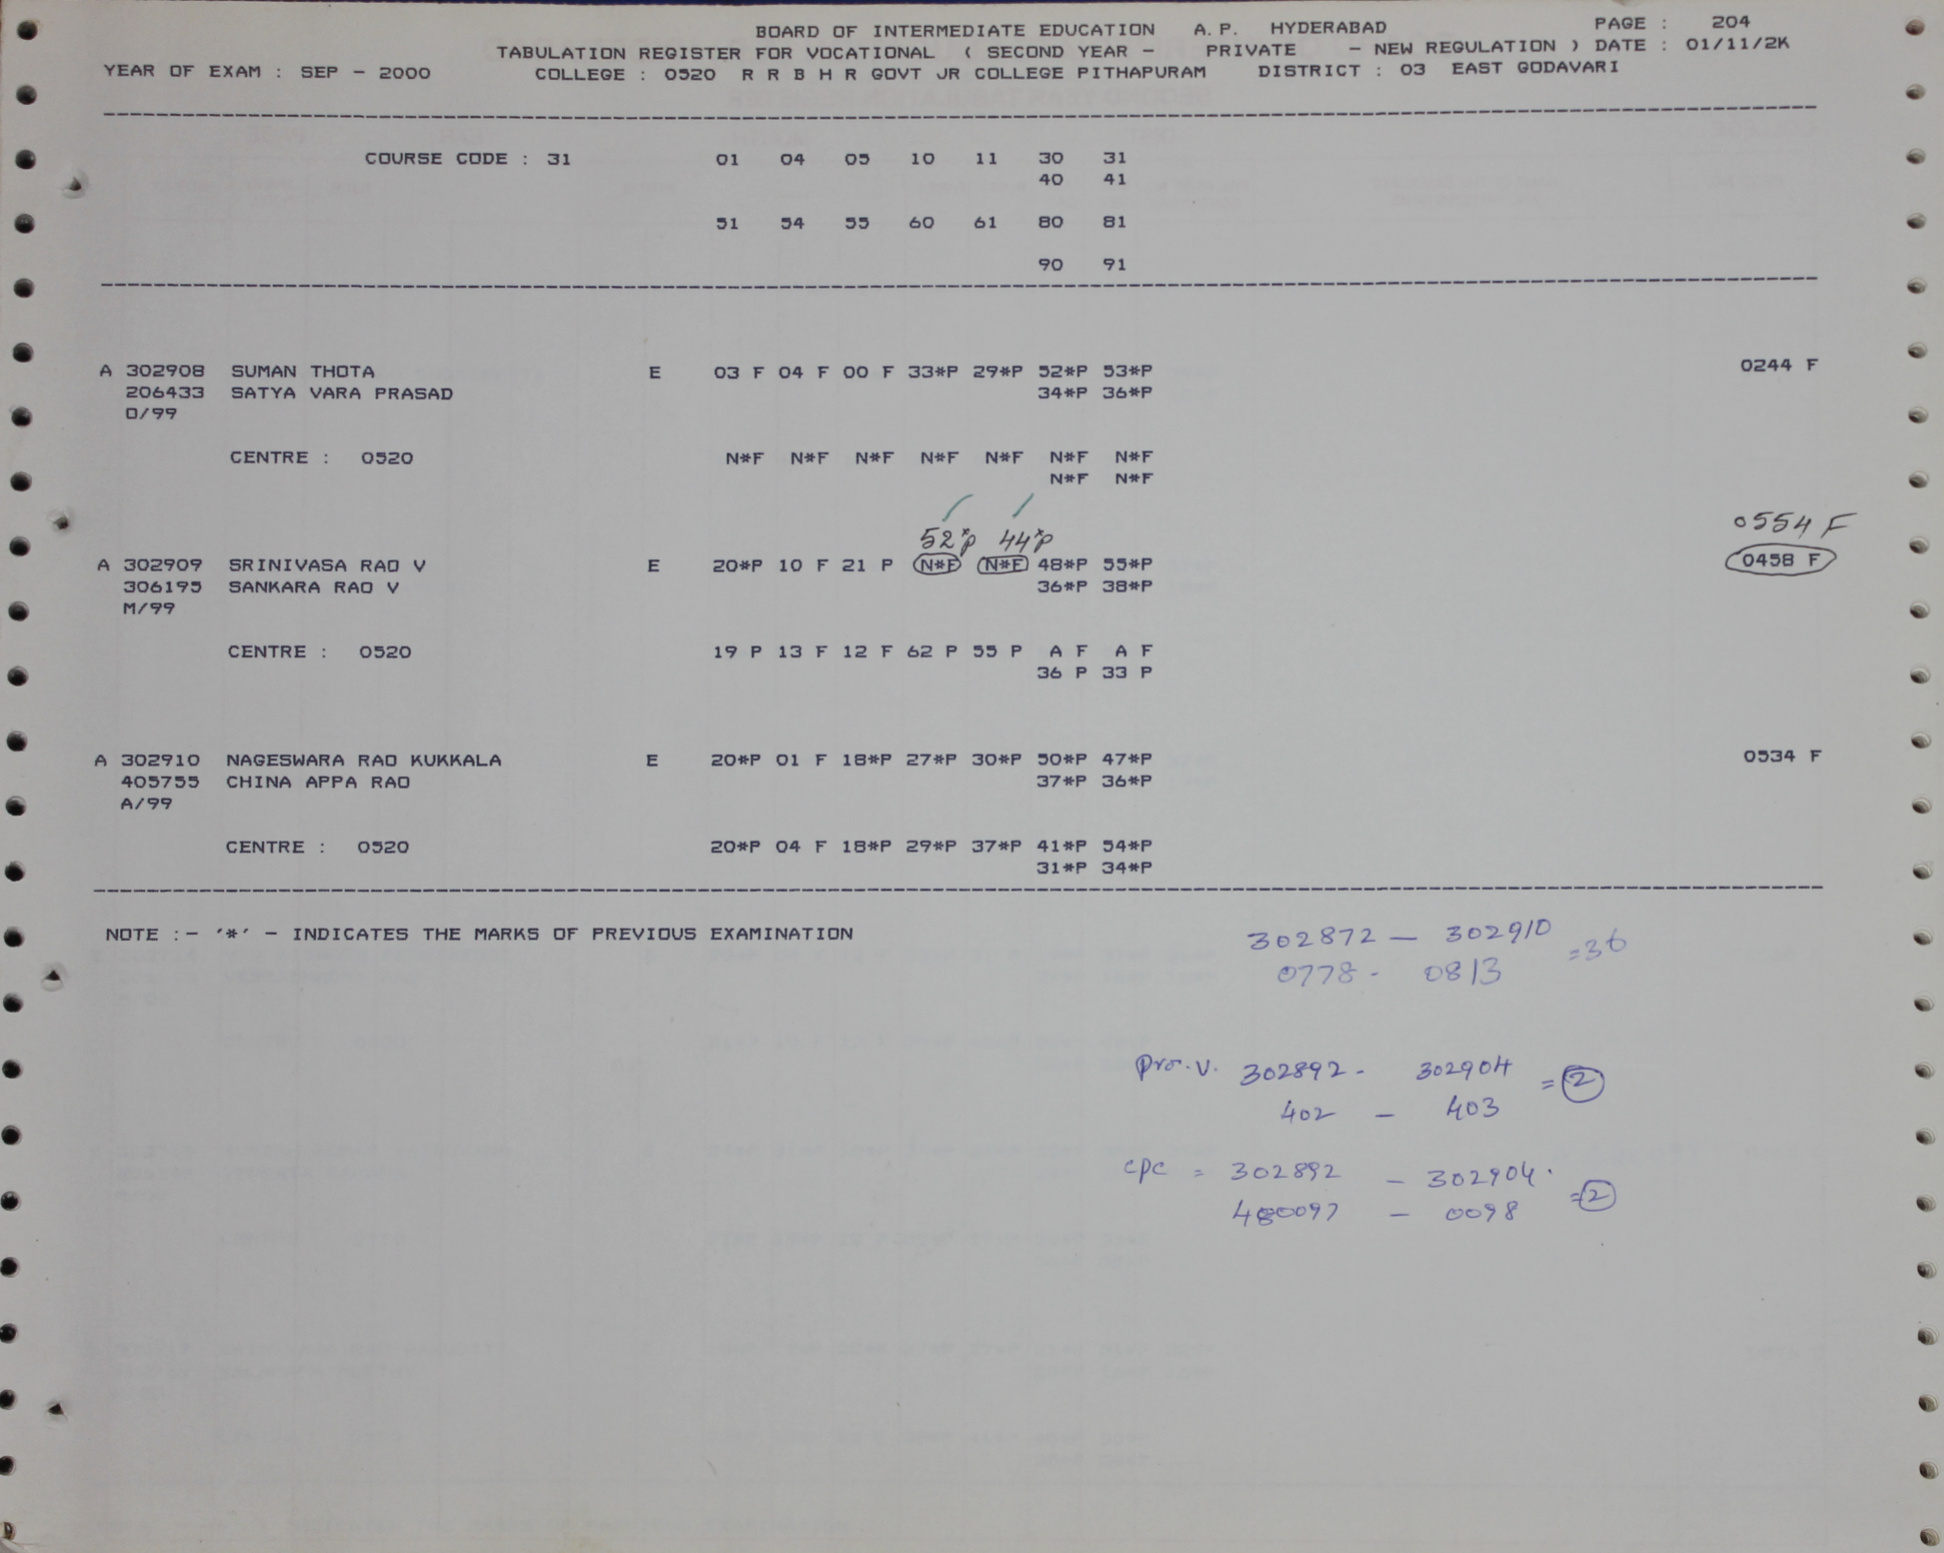 BOARD OF INTERMEDIATE EDUCATION A.P. HYDERABAD PAGE : 204
TABULATION REGISTER FOR VOCATIONAL ( SECOND YEAR - PRIVATE - NEW REGULATION ) DATE : 01/11/2K
YEAR OF EXAM : SEP - 2000 COLLEGE : 0520 R R B H R GOVT JR COLLEGE PITHAPURAM DISTRICT : 03 EAST GODAVARI
COURSE CODE : 31 01 04 05 10 11 30 31
40 41
51 54 55 60 61 80 81
90 91
A 302908 SUMAN THOTA E 03 F 04 F 00 F 33*P 29*P 52*P 53*P 0244 F
206433 SATYA VARA PRASAD 34*P 36*P
O/99
CENTRE : 0520 N*F N*F N*F N*F N*F N*F N*F
N*F N*F
52*P 44*P 0554 F
A 302909 SRINIVASA RAO V E 20*P 10 F 21 P N*F N*F 48*P 55*P 0458 F
306195 SANKARA RAO V 36*P 38*P
M/99
CENTRE : 0520 19 P 13 F 12 F 62 P 55 P A F A F
36 P 33 P
A 302910 NAGESWARA RAO KUKKALA E 20*P 01 F 18*P 27*P 30*P 50*P 47*P 0534 F
405755 CHINA APPA RAO 37*P 36*P
A/99
CENTRE : 0520 20*P 04 F 18*P 29*P 37*P 41*P 54*P
31*P 34*P
NOTE :- '*' - INDICATES THE MARKS OF PREVIOUS EXAMINATION
302872 - 302910 =36
0778 - 0813
Pro.V. 302892 - 302904 = 2
402 - 403
CPC = 302892 - 302904. =2
480097 - 0098